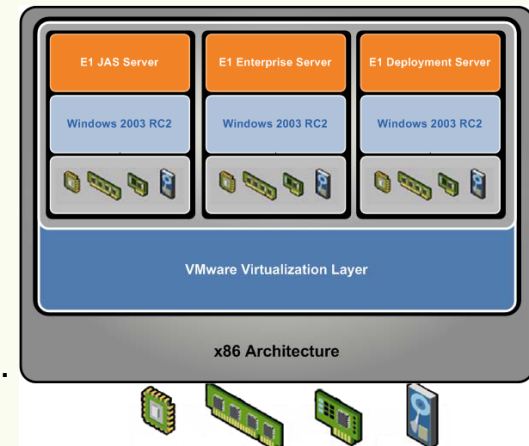 E1 JAS Server
E1 Enterprise Server
E1 Deployment Server
Windows 2003 RC2
Windows 2003 RC2
Windows 2003 RC2
VMware Virtualization Layer
x86 Architecture
.